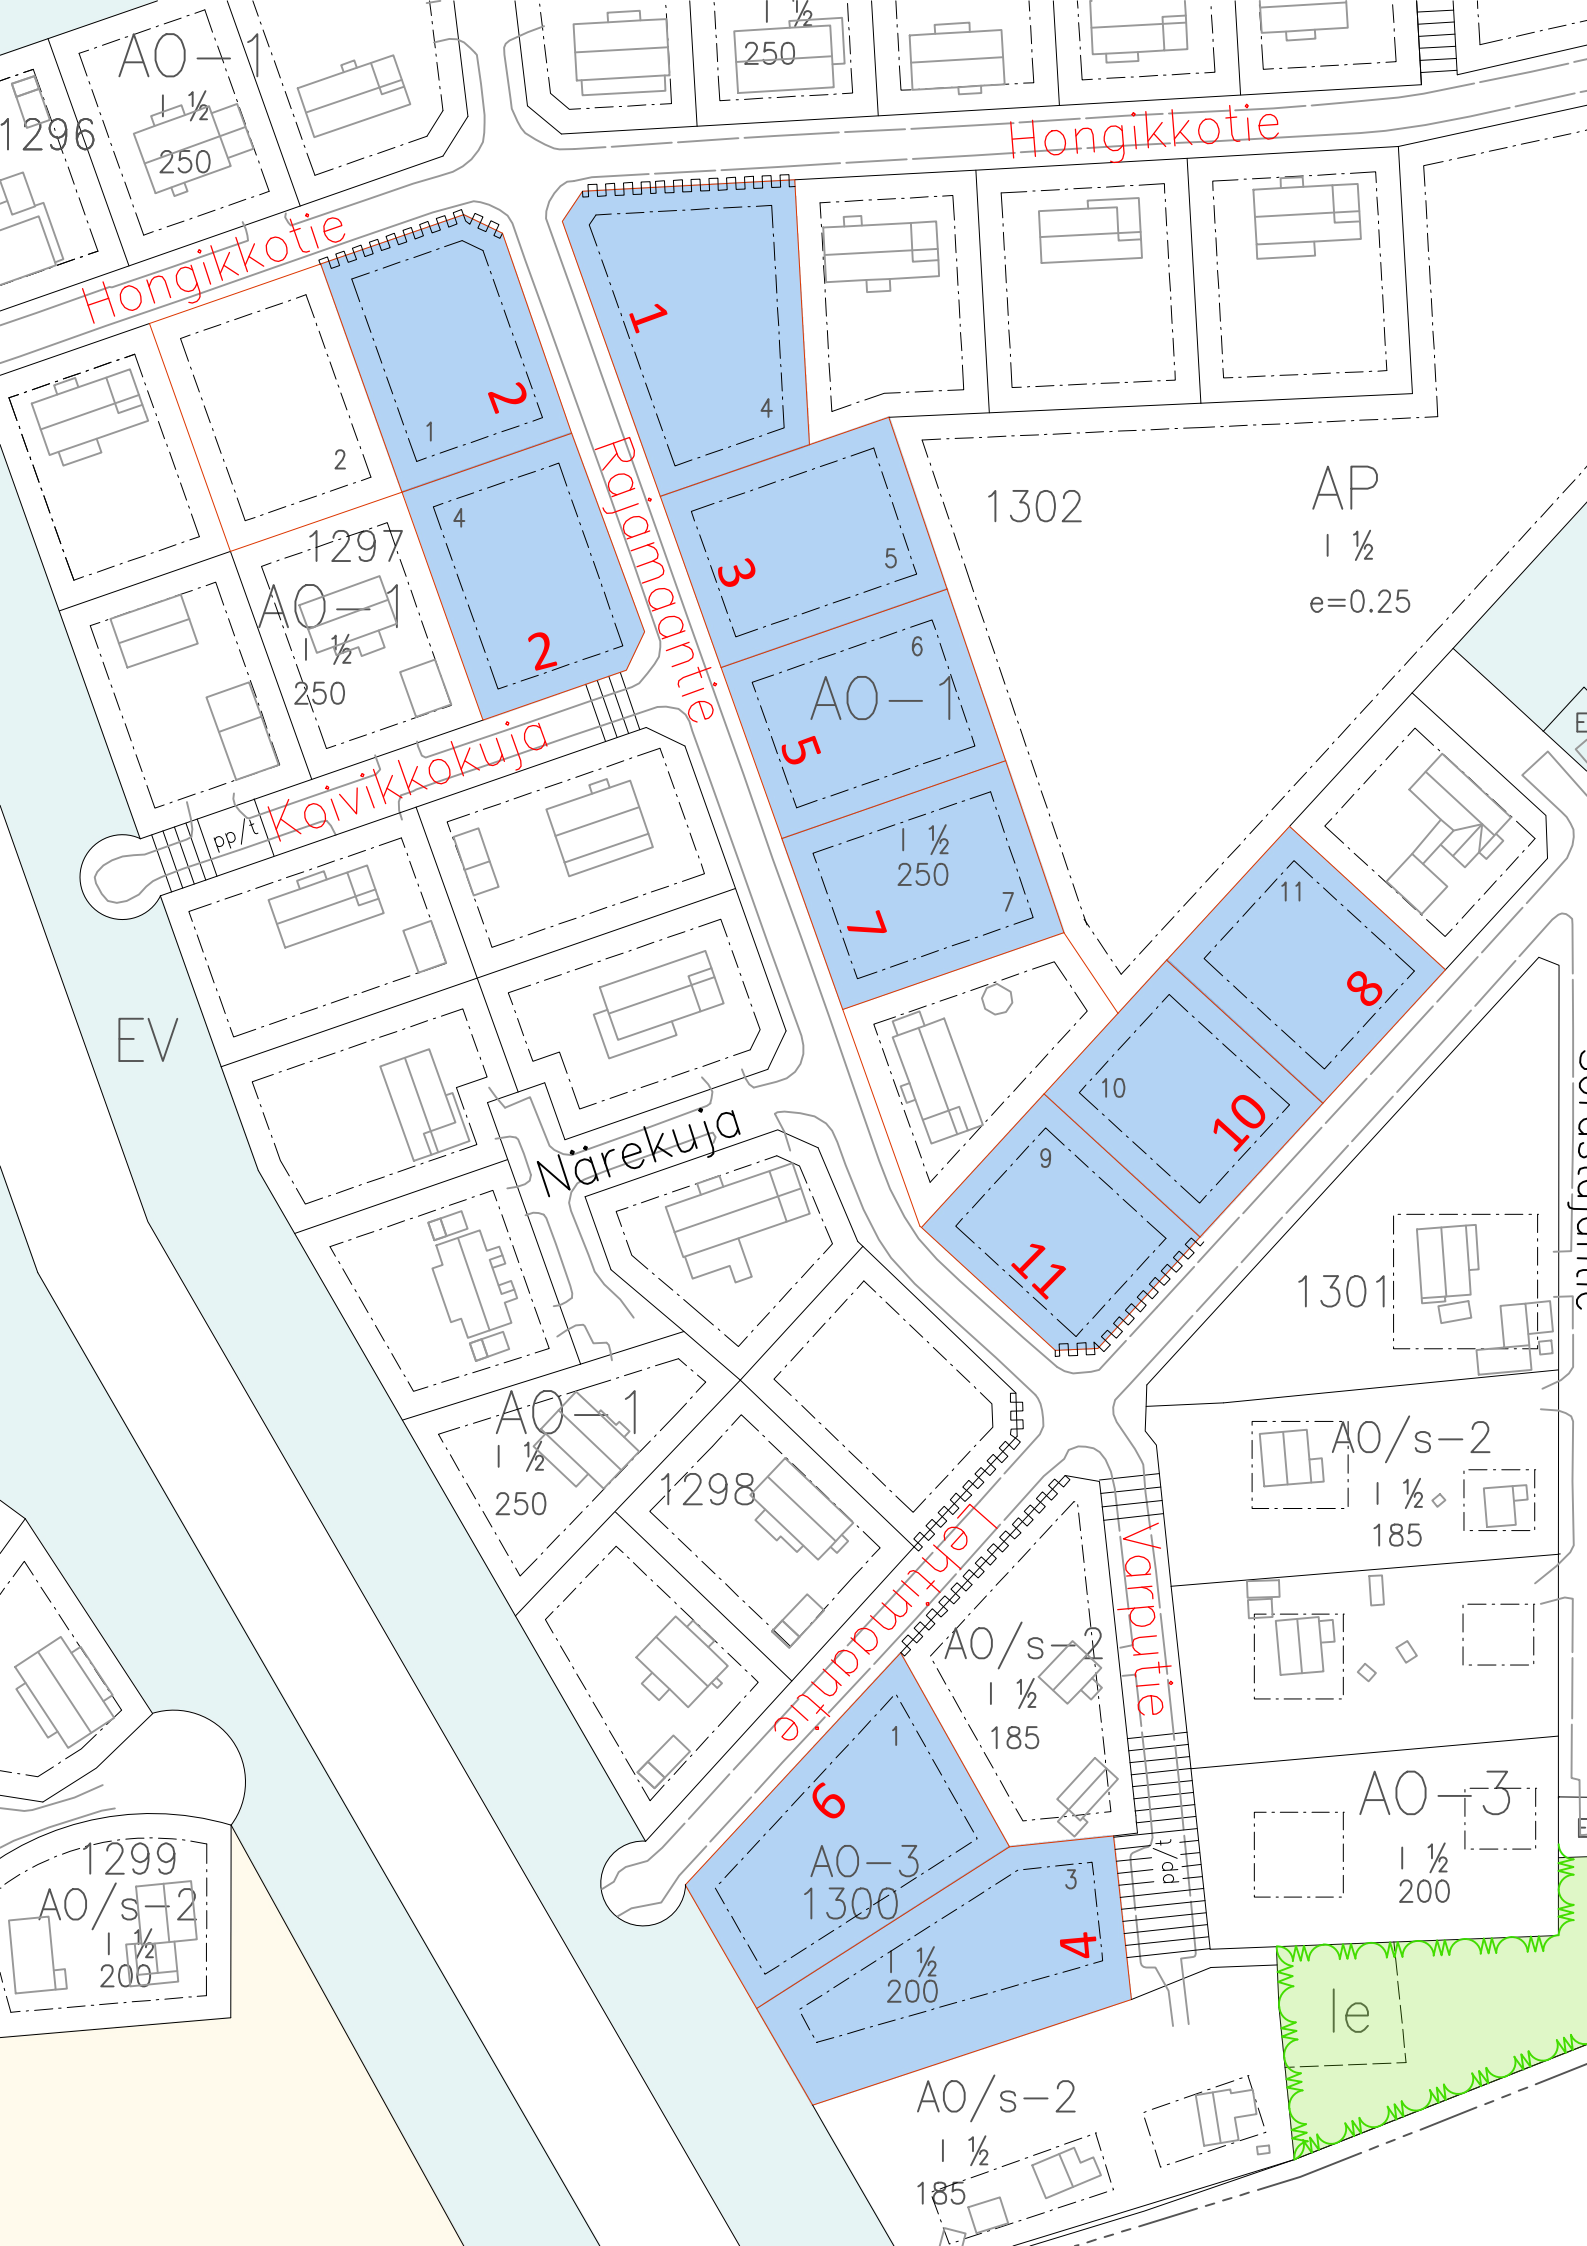 I ½
250
AO-1
I ½
250
1296
Hongikkotie
Hongikkotie
1
4
2
1
2
Rajamaantie
4
2
1297
AO-1
I ½
250
3
5
1302
AP
I ½
e=0.25
6
AO-1
5
I ½
250
7
7
Koivikkokuja
pp/t
E
EV
11
8
10
10
9
11
Närekuja
1301
AO-1
I ½
250
1298
Lehtimaantie
AO/s-2
I ½
185
AO/s-2
I ½
185
Varputie
1
6
AO-3
1300
3
4
I ½
200
pp/t
AO-3
I ½
200
E
1299
AO/s-2
I ½
200
le
AO/s-2
I ½
185